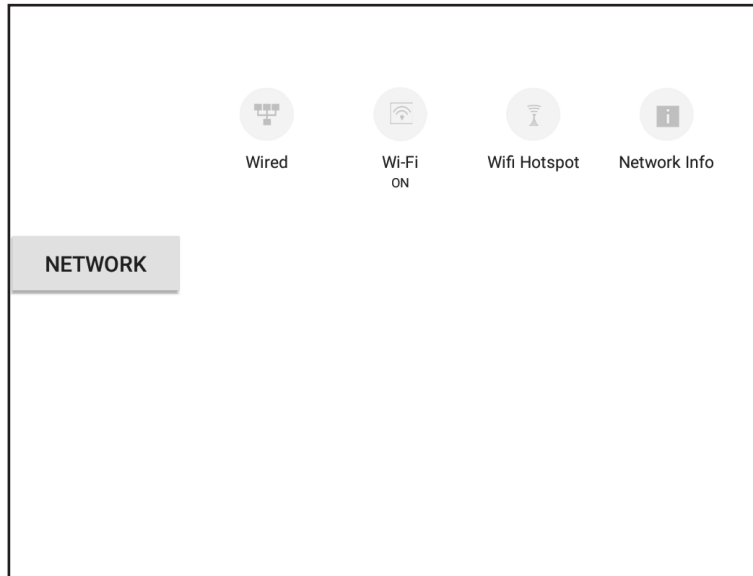 Wired
Wi-Fi
ON
Wifi Hotspot
Network Info
NETWORK